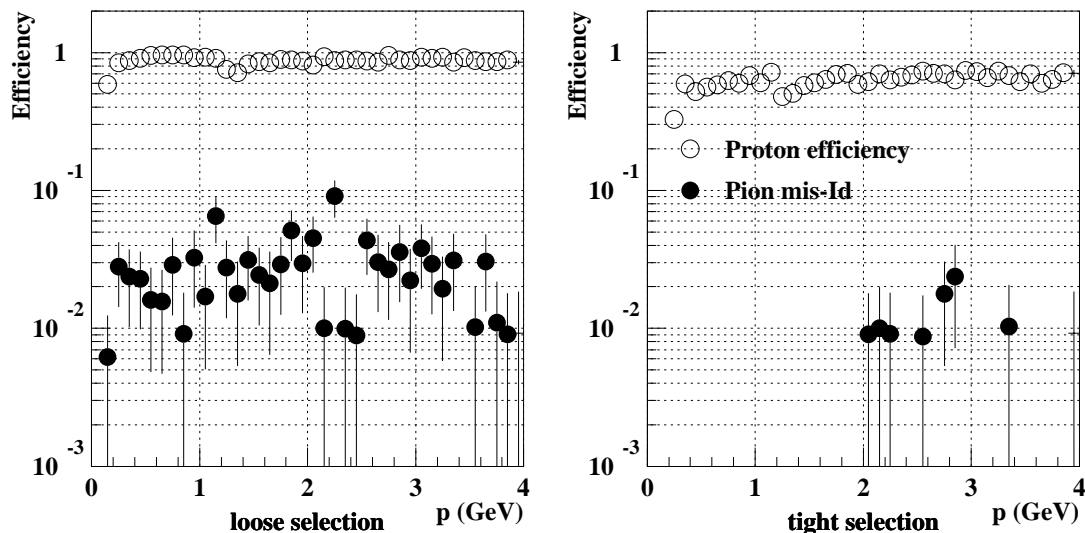 Efficiency
1
10 -1
10 -2
10 -3
0
1
2
3
4
p (GeV)
loose selection
Efficiency
1
10 -1
10 -2
10 -3
Proton efficiency
Pion mis-Id
0
1
2
3
4
p (GeV)
tight selection